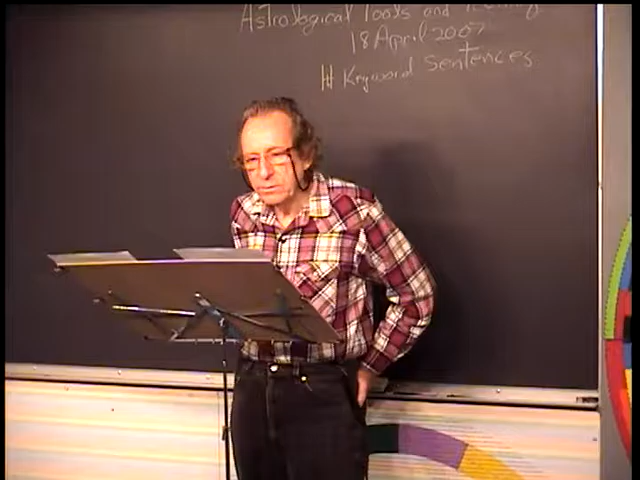 Astrological Tools and
18 April 2007
# Keyword Sentences